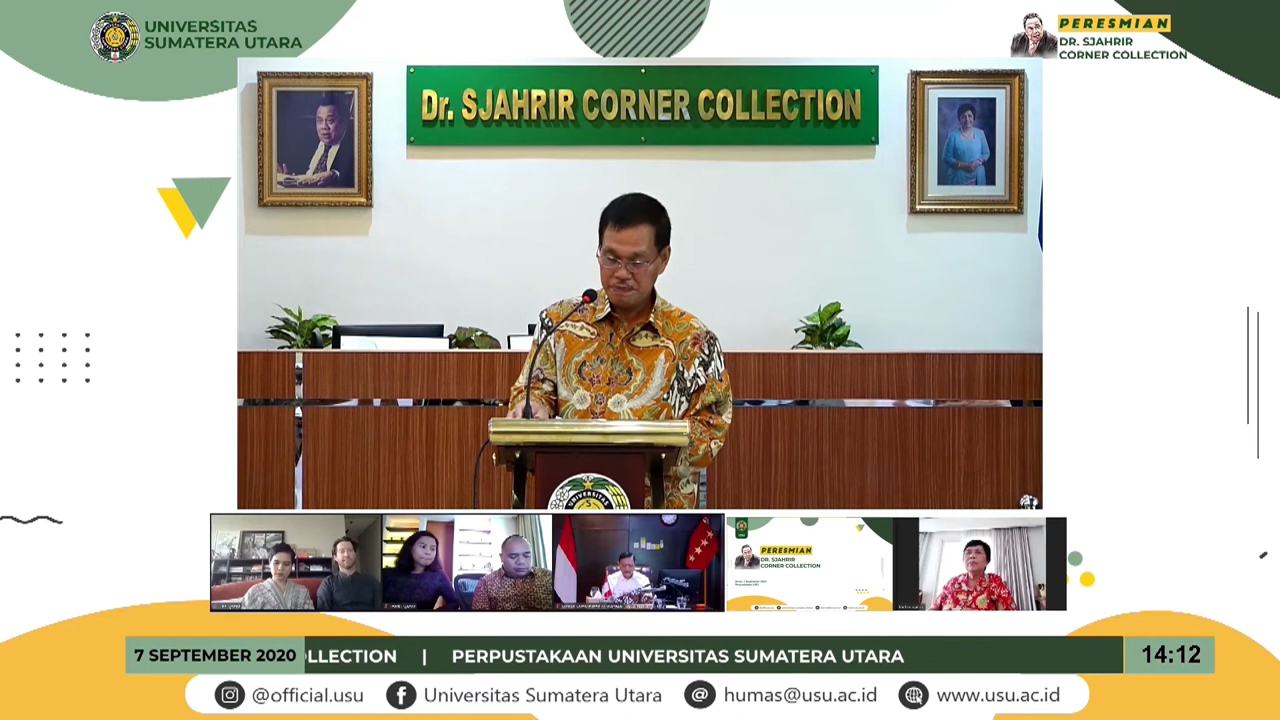 UNIVERSITAS
SUMATERA UTARA
PERESMIAN
DR. SJAHRIR
CORNER COLLECTION
Dr. SJAHRIR CORNER COLLECTION
UNIVERSITAS
PERESMIAN
DR. SJAHRIR
CORNER COLLECTION
7 SEPTEMBER 2020
LLECTION | PERPUSTAKAAN UNIVERSITAS SUMATERA UTARA
14:12
@official.usu
Universitas Sumatera Utara
humas@usu.ac.id
www.usu.ac.id